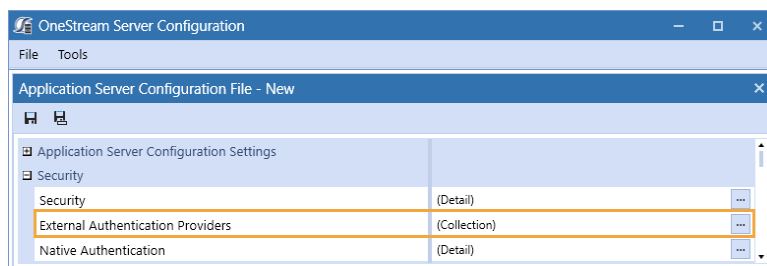 OneStream Server Configuration
File Tools
Application Server Configuration File - New
Application Server Configuration Settings
Security
Security (Detail) ...
External Authentication Providers (Collection) ...
Native Authentication (Detail) ...